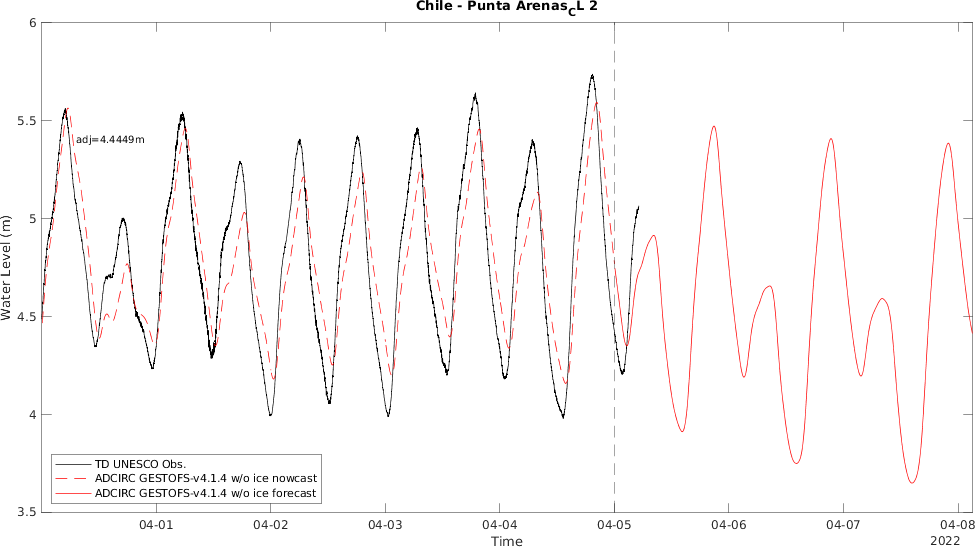 Chile - Punta Arenas_CL 2
6
5.5
5
4.5
4
3.5
Water Level (m)
adj=4.4449m
TD UNESCO Obs.
ADCIRC GESTOFS-v4.1.4 w/o ice nowcast
ADCIRC GESTOFS-v4.1.4 w/o ice forecast
04-01 04-02 04-03 04-04 04-05 04-06 04-07 04-08
Time
2022